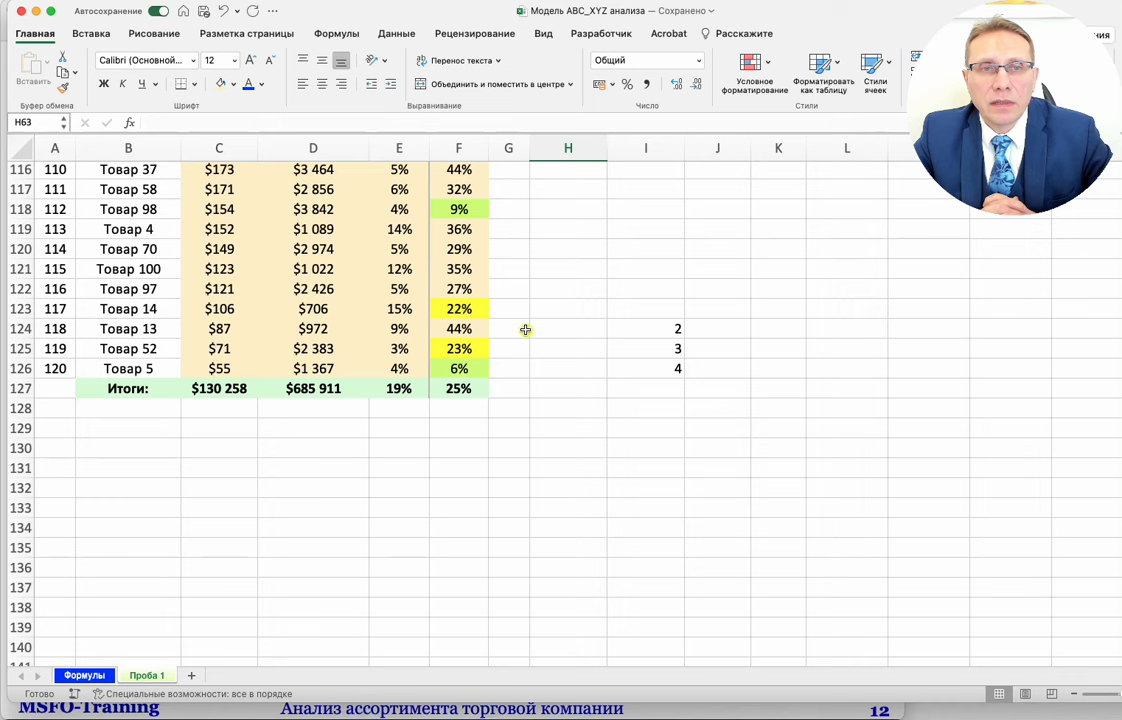 Автосохранение
Модель ABC_XYZ анализа — Сохранено
Главная Вставка Рисование Разметка страницы Формулы Данные Рецензирование Вид Разработчик Acrobat Расскажите
Вставить
Буфер обмена
Calibri (Основной... 12
Ж К Ч
Шрифт
Перенос текста
Объединить и поместить в центре
Выравнивание
Общий
Число
Условное форматирование
Форматировать как таблицу
Стили ячеек
Стили
H63
fx
A B C D E F G H I J K L
116 110 Товар 37 $173 $3 464 5% 44%
117 111 Товар 58 $171 $2 856 6% 32%
118 112 Товар 98 $154 $3 842 4% 9%
119 113 Товар 4 $152 $1 089 14% 36%
120 114 Товар 70 $149 $2 974 5% 29%
121 115 Товар 100 $123 $1 022 12% 35%
122 116 Товар 97 $121 $2 426 5% 27%
123 117 Товар 14 $106 $706 15% 22%
124 118 Товар 13 $87 $972 9% 44% 2
125 119 Товар 52 $71 $2 383 3% 23% 3
126 120 Товар 5 $55 $1 367 4% 6% 4
127 Итоги: $130 258 $685 911 19% 25%
128
129
130
131
132
133
134
135
136
137
138
139
140
Формулы Проба 1
Готово Специальные возможности: все в порядке
MSFO-Training Анализ ассортимента торговой компании 12